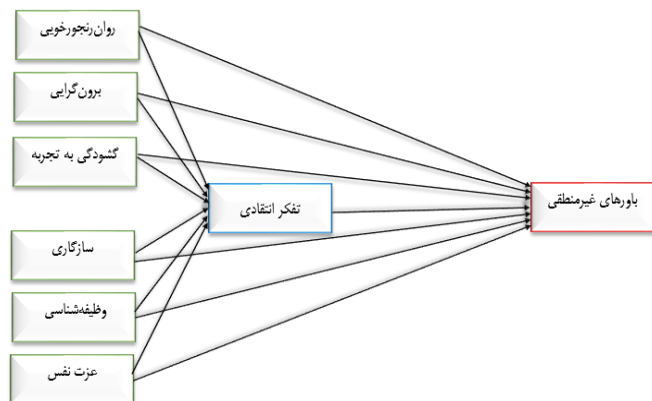 روان‌رنجورخویی
برون‌گرایی
گشودگی به تجربه
تفکر انتقادی
باورهای غیرمنطقی
سازگاری
وظیفه‌شناسی
عزت نفس